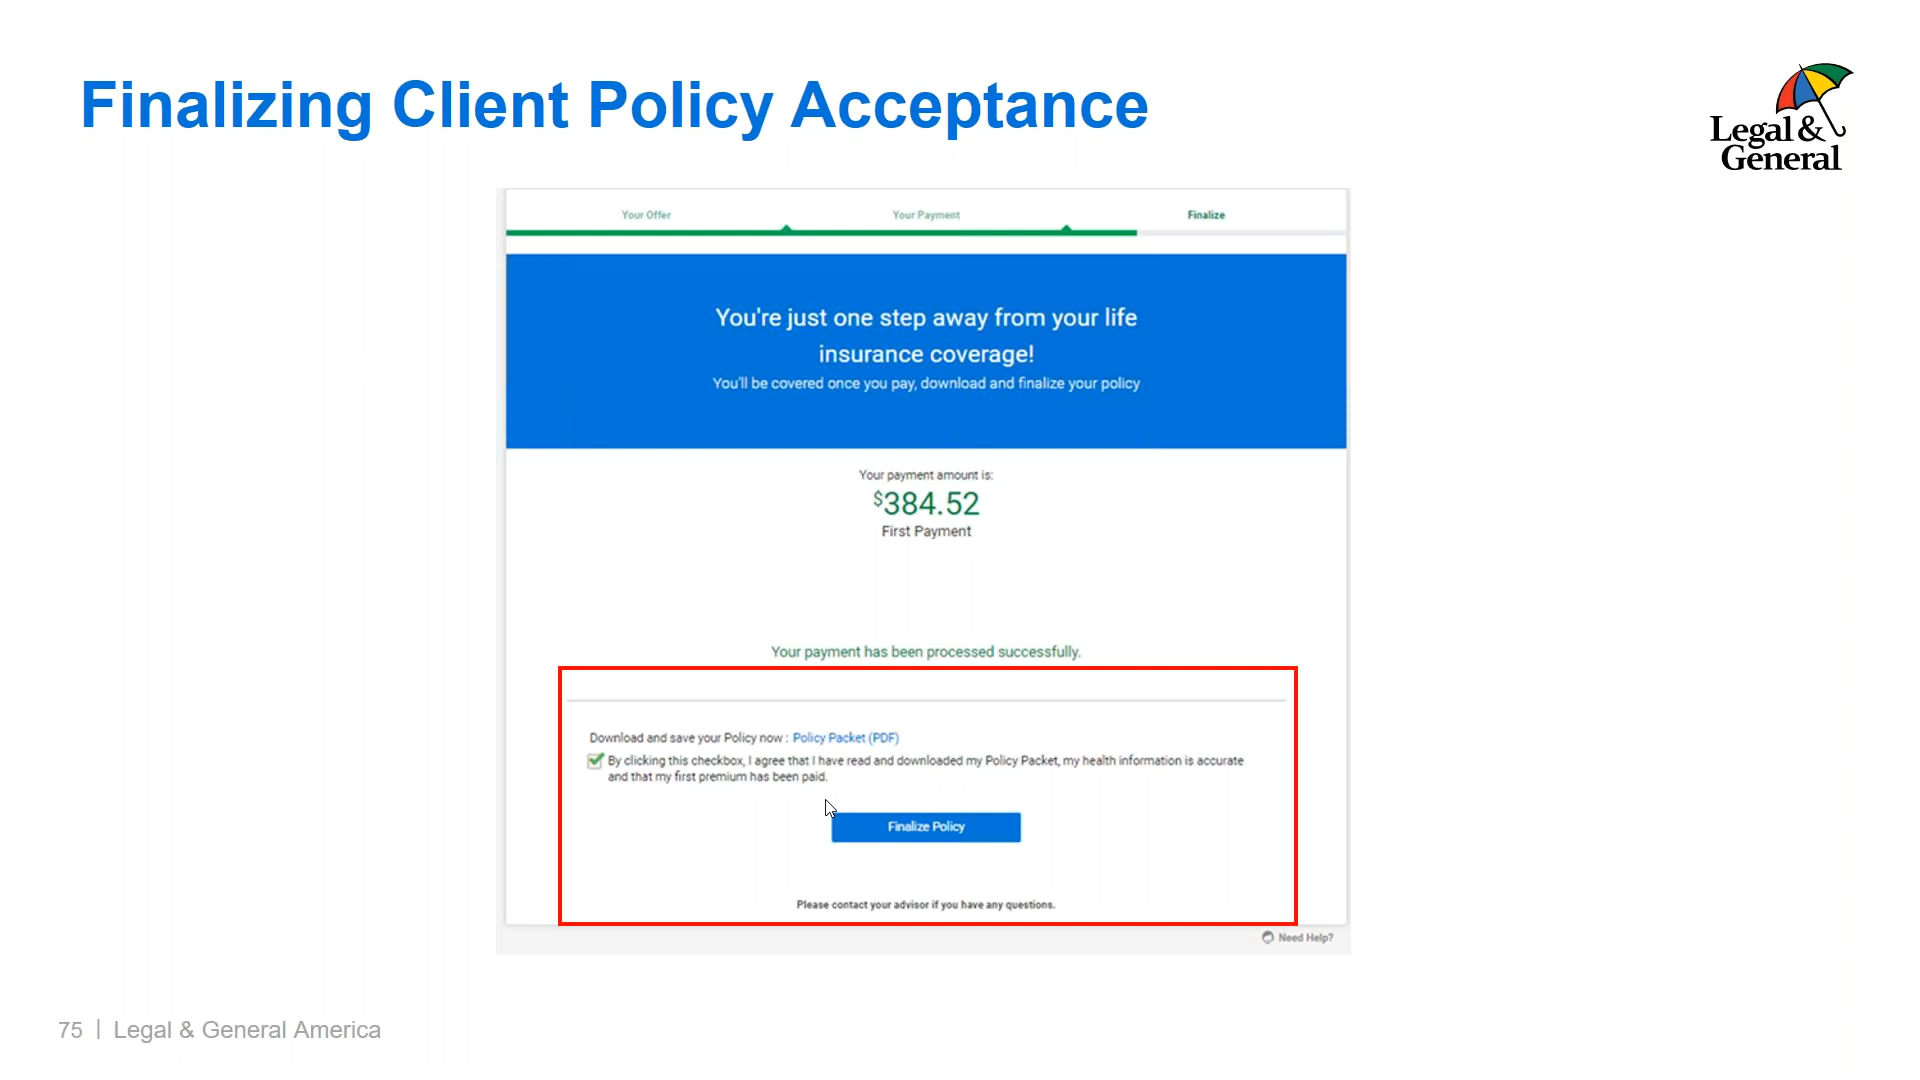 Finalizing Client Policy Acceptance
Legal &
General
Your Offer
Your Payment
Finalize
You're just one step away from your life
insurance coverage!
You'll be covered once you pay, download and finalize your policy
Your payment amount is:
$384.52
First Payment
Your payment has been processed successfully.
Download and save your Policy now : Policy Packet (PDF)
By clicking this checkbox, I agree that I have read and downloaded my Policy Packet, my health information is accurate
and that my first premium has been paid.
Finalize Policy
Please contact your advisor if you have any questions.
Need Help?
75 | Legal & General America